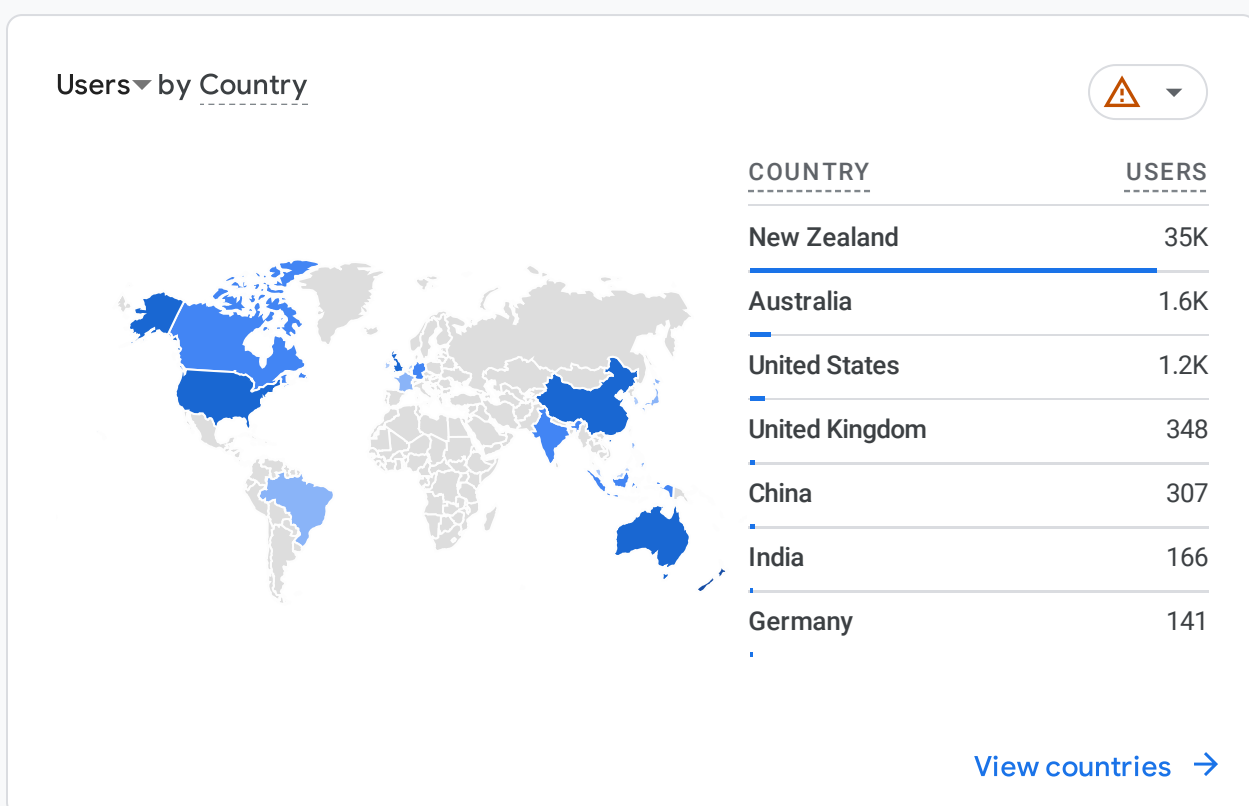 Users by Country
COUNTRY USERS
New Zealand 35K
Australia 1.6K
United States 1.2K
United Kingdom 348
China 307
India 166
Germany 141
View countries